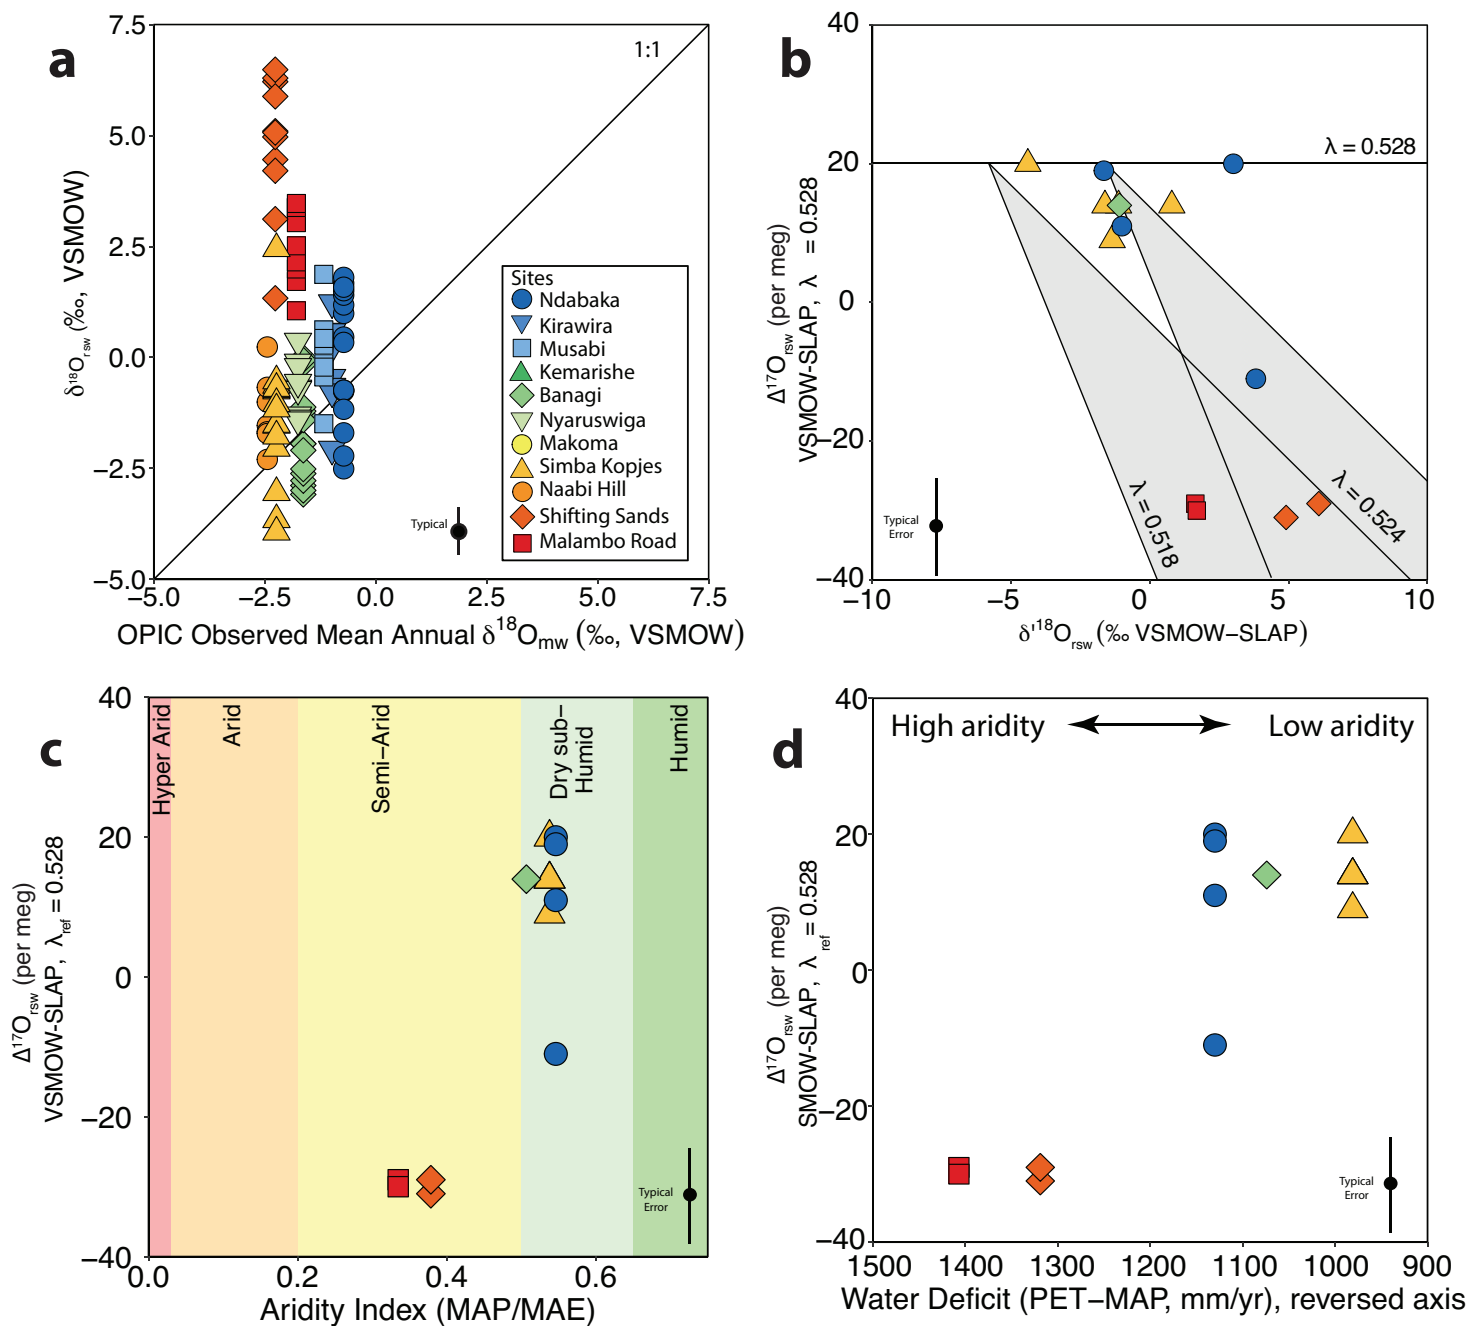 a
7.5
5.0
2.5
0.0
−2.5
−5.0
δ¹⁸Orsw (‰, VSMOW)
1:1
Typical
Sites
Ndabaka
Kirawira
Musabi
Kemarishe
Banagi
Nyaruswiga
Makoma
Simba Kopjes
Naabi Hill
Shifting Sands
Malambo Road
−5.0 −2.5 0.0 2.5 5.0 7.5
OPIC Observed Mean Annual δ¹⁸Omw (‰, VSMOW)
b
40
20
0
−20
−40
Δ¹⁷Orsw (per meg)
VSMOW-SLAP, λ = 0.528
λ = 0.528
λ = 0.518
λ = 0.524
Typical
Error
−10 −5 0 5 10
δ'¹⁸Orsw (‰ VSMOW−SLAP)
c
40
20
0
−20
−40
Δ¹⁷Orsw (per meg)
VSMOW-SLAP, λref = 0.528
Hyper Arid
Arid
Semi−Arid
Dry sub−
Humid
Humid
Typical
Error
0.0 0.2 0.4 0.6
Aridity Index (MAP/MAE)
d
40
20
0
−20
−40
Δ¹⁷Orsw (per meg)
SMOW-SLAP, λref = 0.528
High aridity
Low aridity
Typical
Error
1500 1400 1300 1200 1100 1000 900
Water Deficit (PET−MAP, mm/yr), reversed axis